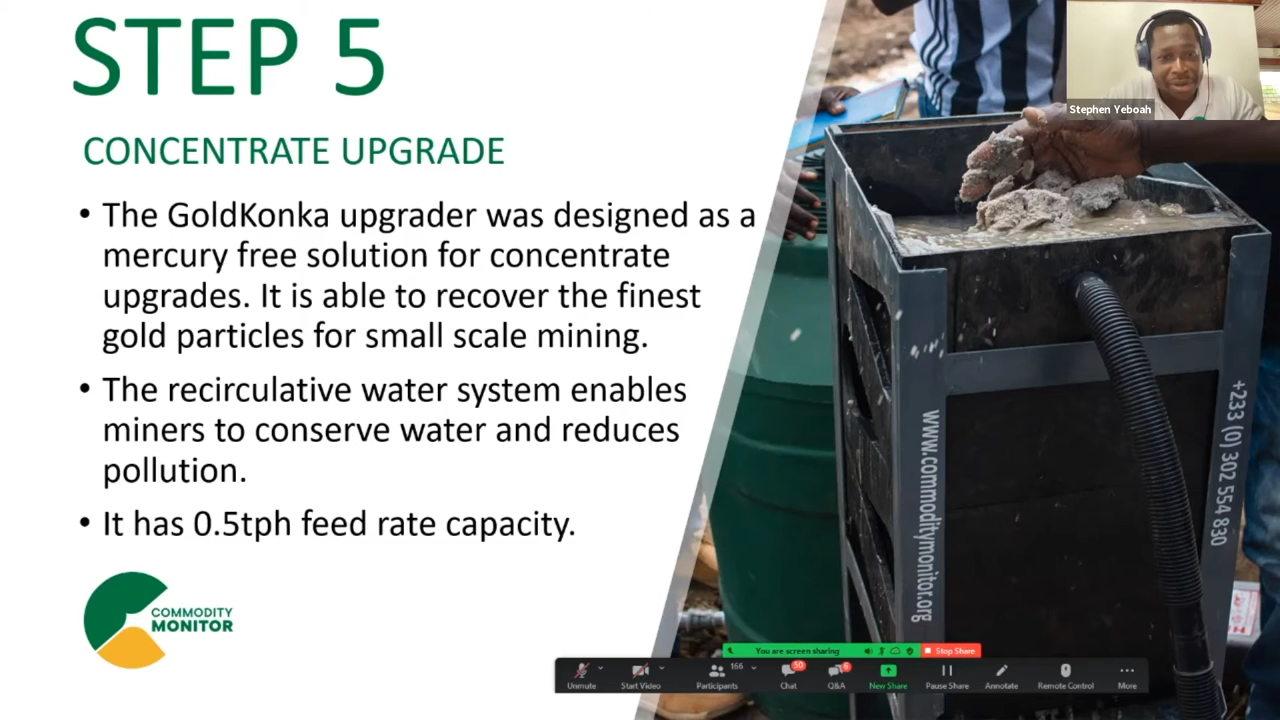 STEP 5
Stephen Yeboah
CONCENTRATE UPGRADE
• The GoldKonka upgrader was designed as a
mercury free solution for concentrate
upgrades. It is able to recover the finest
gold particles for small scale mining.
• The recirculative water system enables
miners to conserve water and reduces
pollution.
• It has 0.5tph feed rate capacity.
COMMODITY
MONITOR
www.commoditymonitor.org
+233 (0) 302 554 830
You are screen sharing
Stop Share
166
50
6
Unmute
Start Video
Participants
Chat
Q&A
New Share
Pause Share
Annotate
Remote Control
More